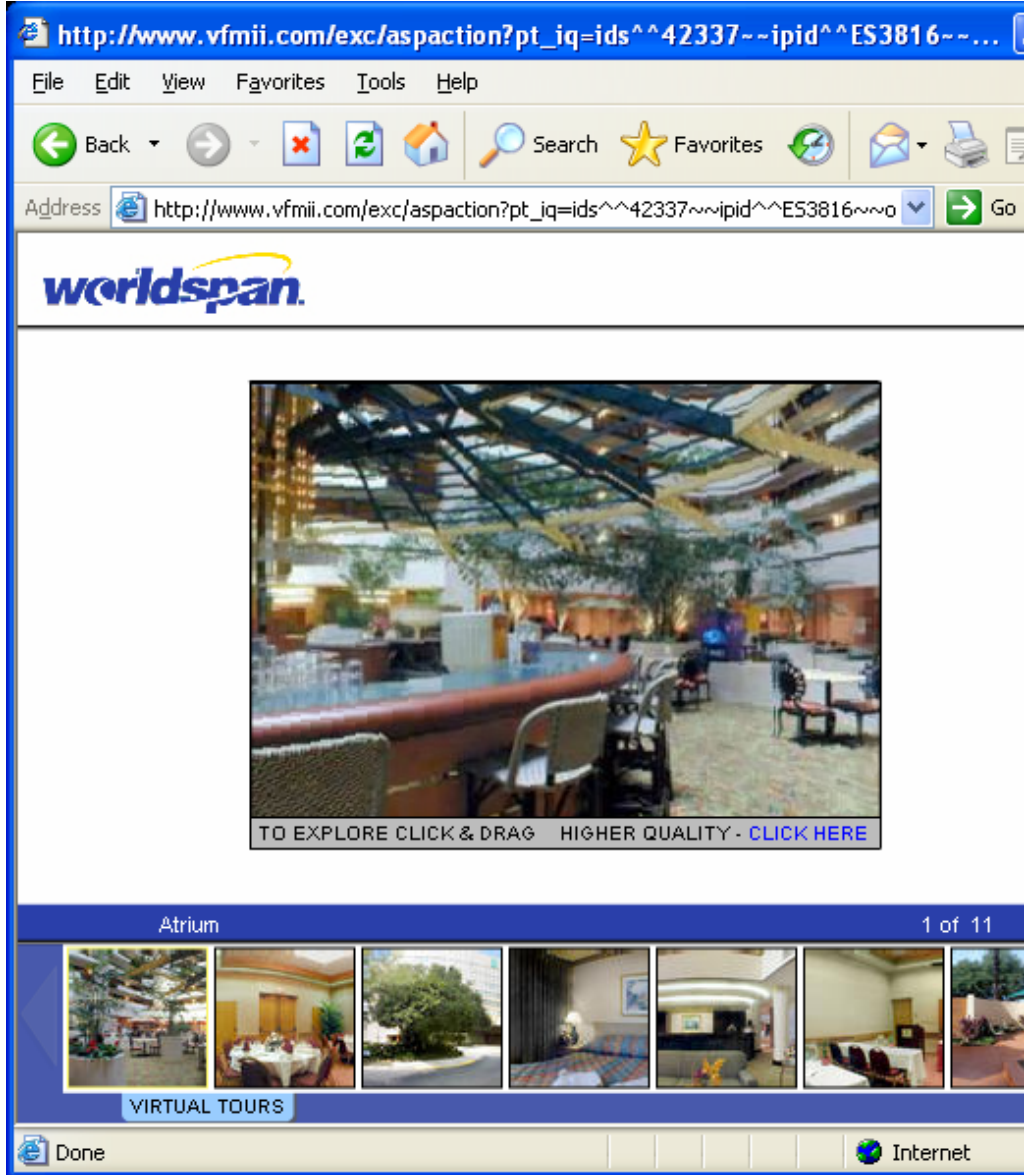 http://www.vfmii.com/exc/aspaction?pt_iq=ids^^42337~~ipid^^ES3816~~...
File Edit View Favorites Tools Help
Back Search Favorites
Address http://www.vfmii.com/exc/aspaction?pt_iq=ids^^42337~~ipid^^ES3816~~o Go
worldspan.
TO EXPLORE CLICK & DRAG HIGHER QUALITY - CLICK HERE
Atrium 1 of 11
VIRTUAL TOURS
Done Internet